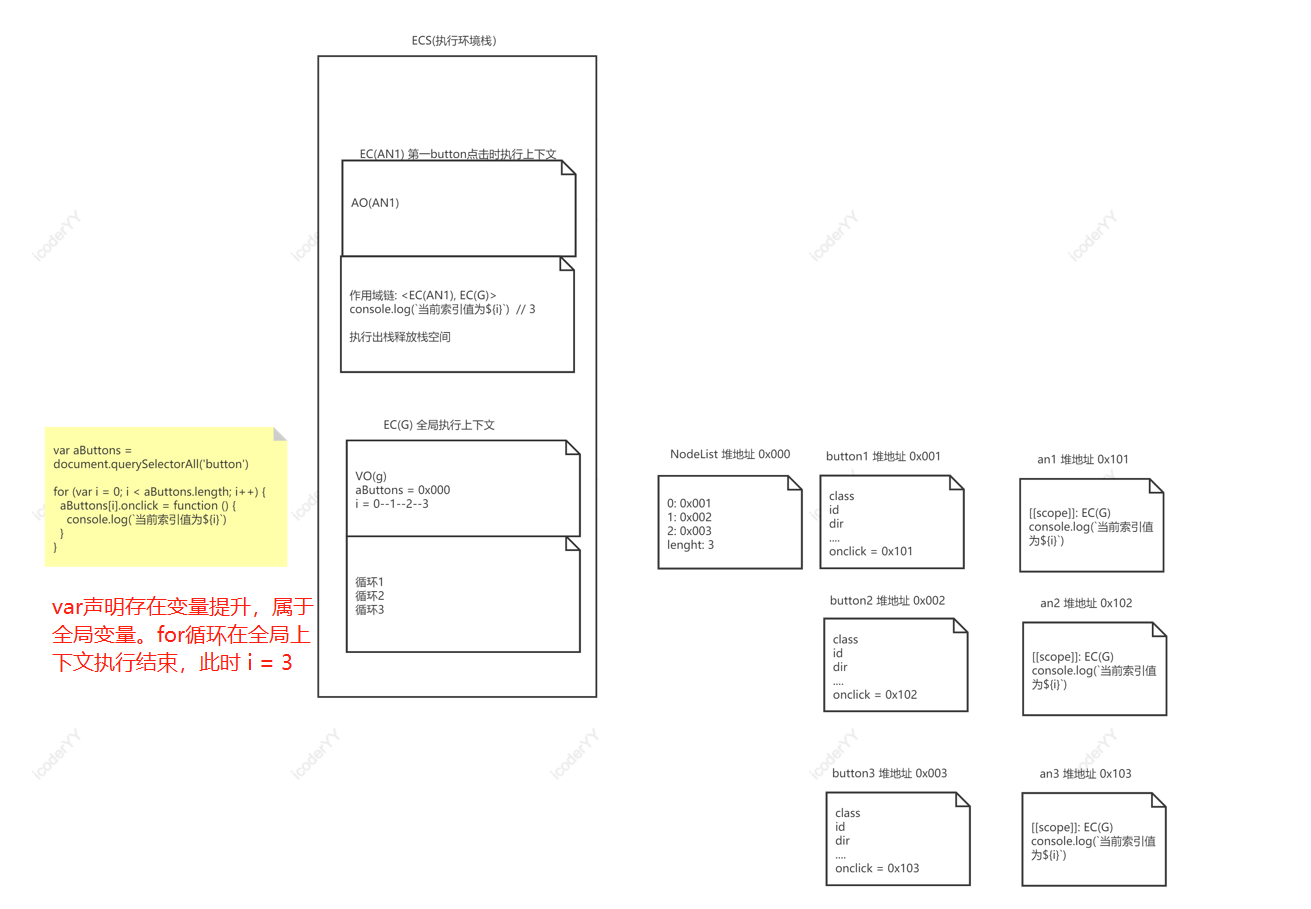 ECS(执行环境栈)
EC(AN1) 第一button点击时执行上下文
AO(AN1)
作用域链: <EC(AN1), EC(G)>
console.log(`当前索引值为${i}`)  // 3
执行出栈释放栈空间
EC(G) 全局执行上下文
VO(g)
aButtons = 0x000
i = 0--1--2--3
循环1
循环2
循环3
var aButtons =
document.querySelectorAll('button')
for (var i = 0; i < aButtons.length; i++) {
aButtons[i].onclick = function () {
console.log(`当前索引值为${i}`)
}
}
var声明存在变量提升，属于
全局变量。for循环在全局上
下文执行结束，此时 i = 3
NodeList 堆地址 0x000
0: 0x001
1: 0x002
2: 0x003
lenght: 3
button1 堆地址 0x001
class
id
dir
....
onclick = 0x101
an1 堆地址 0x101
[[scope]]: EC(G)
console.log(`当前索引值
为${i}`)
button2 堆地址 0x002
class
id
dir
....
onclick = 0x102
an2 堆地址 0x102
[[scope]]: EC(G)
console.log(`当前索引值
为${i}`)
button3 堆地址 0x003
class
id
dir
....
onclick = 0x103
an3 堆地址 0x103
[[scope]]: EC(G)
console.log(`当前索引值
为${i}`)
icoderYY
icoderYY
icoderYY
icoderYY
icoderYY
icoderYY
icoderYY